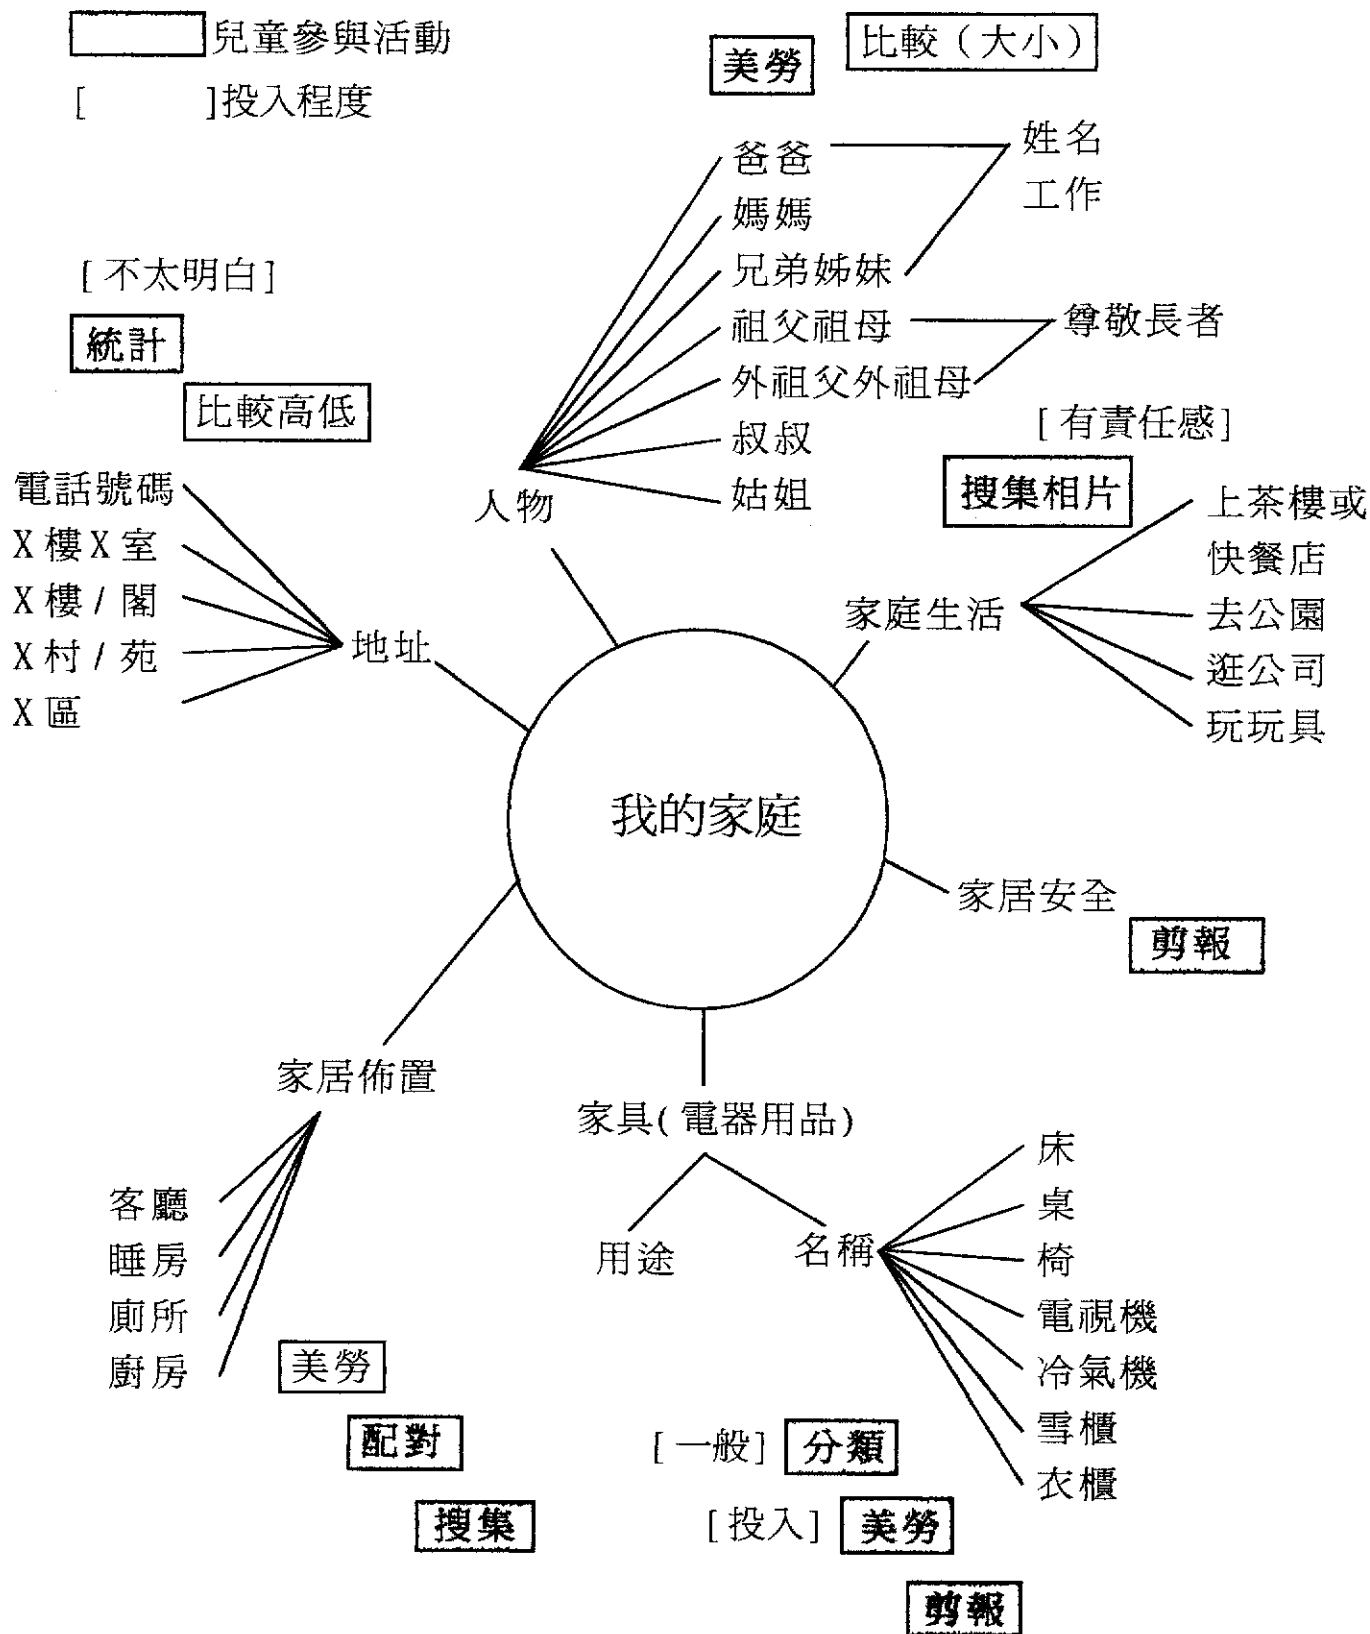 兒童參與活動
[ ]投入程度
美勞
比較（大小）
爸爸
媽媽
兄弟姊妹
祖父祖母
外祖父外祖母
叔叔
姑姐
姓名
工作
尊敬長者
人物
[不太明白]
統計
比較高低
電話號碼
X樓X室
X樓/閣
X村/苑
X區
地址
[有責任感]
搜集相片
家庭生活
上茶樓或
快餐店
去公園
逛公司
玩玩具
我的家庭
家居安全
剪報
家居佈置
客廳
睡房
廁所
廚房
美勞
配對
搜集
家具(電器用品)
用途
名稱
床
桌
椅
電視機
冷氣機
雪櫃
衣櫃
[一般] 分類
[投入] 美勞
剪報